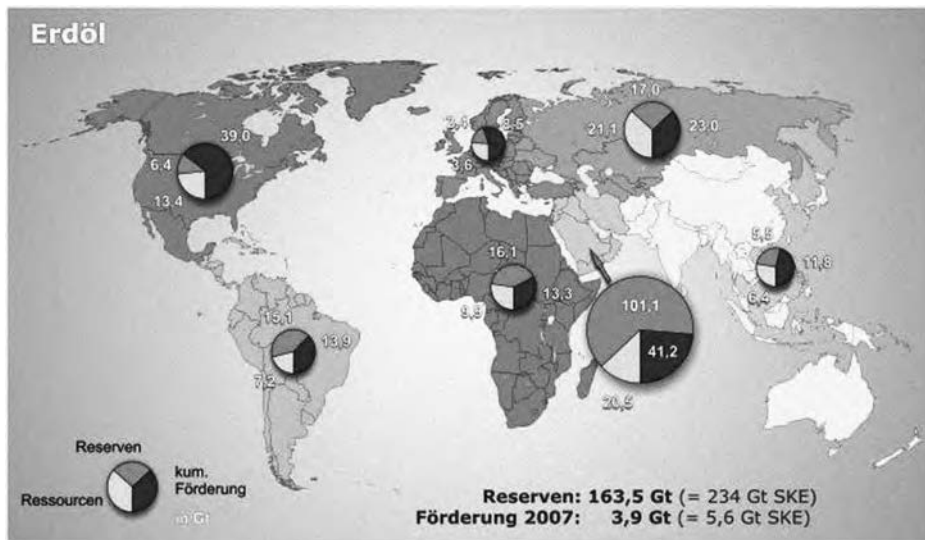 Erdöl
39,0
6,4
13,4
2,4
8,5
3,6
17,0
21,1
23,0
16,1
13,3
9,9
5,5
11,8
6,4
101,1
41,2
20,5
15,1
13,9
7,2
Reserven
kum.
Förderung
Ressourcen
in Gt
Reserven: 163,5 Gt (= 234 Gt SKE)
Förderung 2007: 3,9 Gt (= 5,6 Gt SKE)